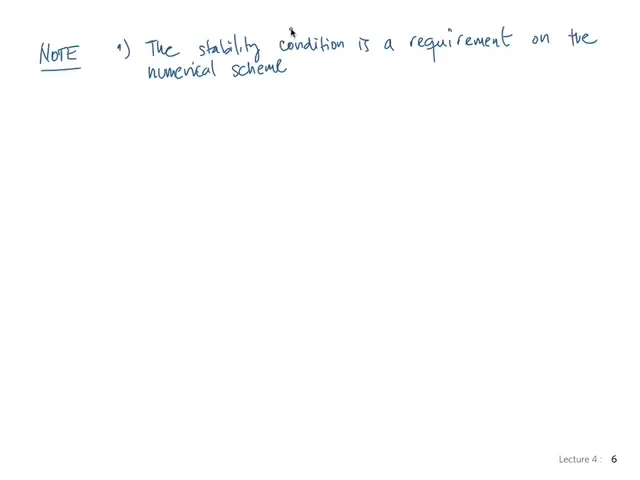 NOTE 1) The stability condition is a requirement on the
numerical scheme
Lecture 4 : 6